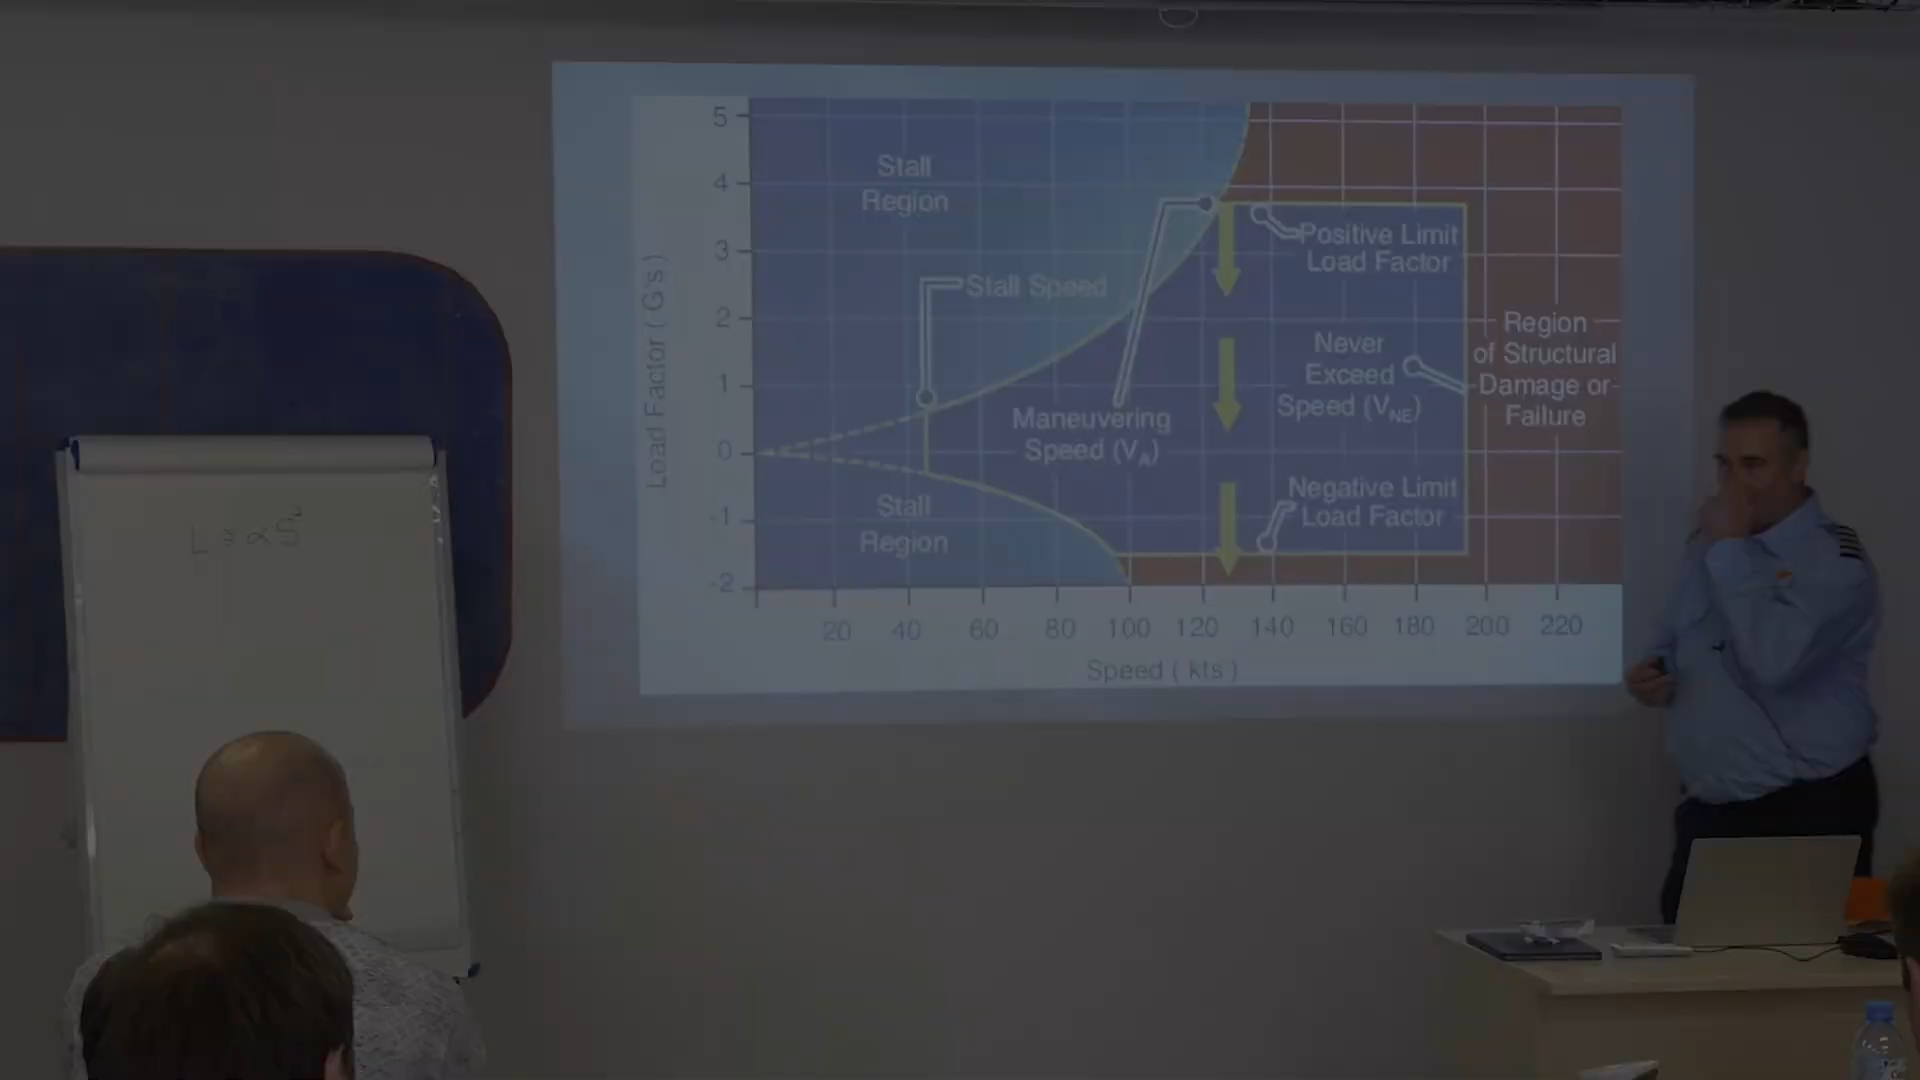 5
4
3
2
1
0
-1
-2
Load Factor ( G's )
Stall
Region
Stall Speed
Maneuvering
Speed (VA)
Positive Limit
Load Factor
Never
Exceed
Speed (VNE)
Region
of Structural
Damage or
Failure
Negative Limit
Load Factor
Stall
Region
20 40 60 80 100 120 140 160 180 200 220
Speed ( kts )